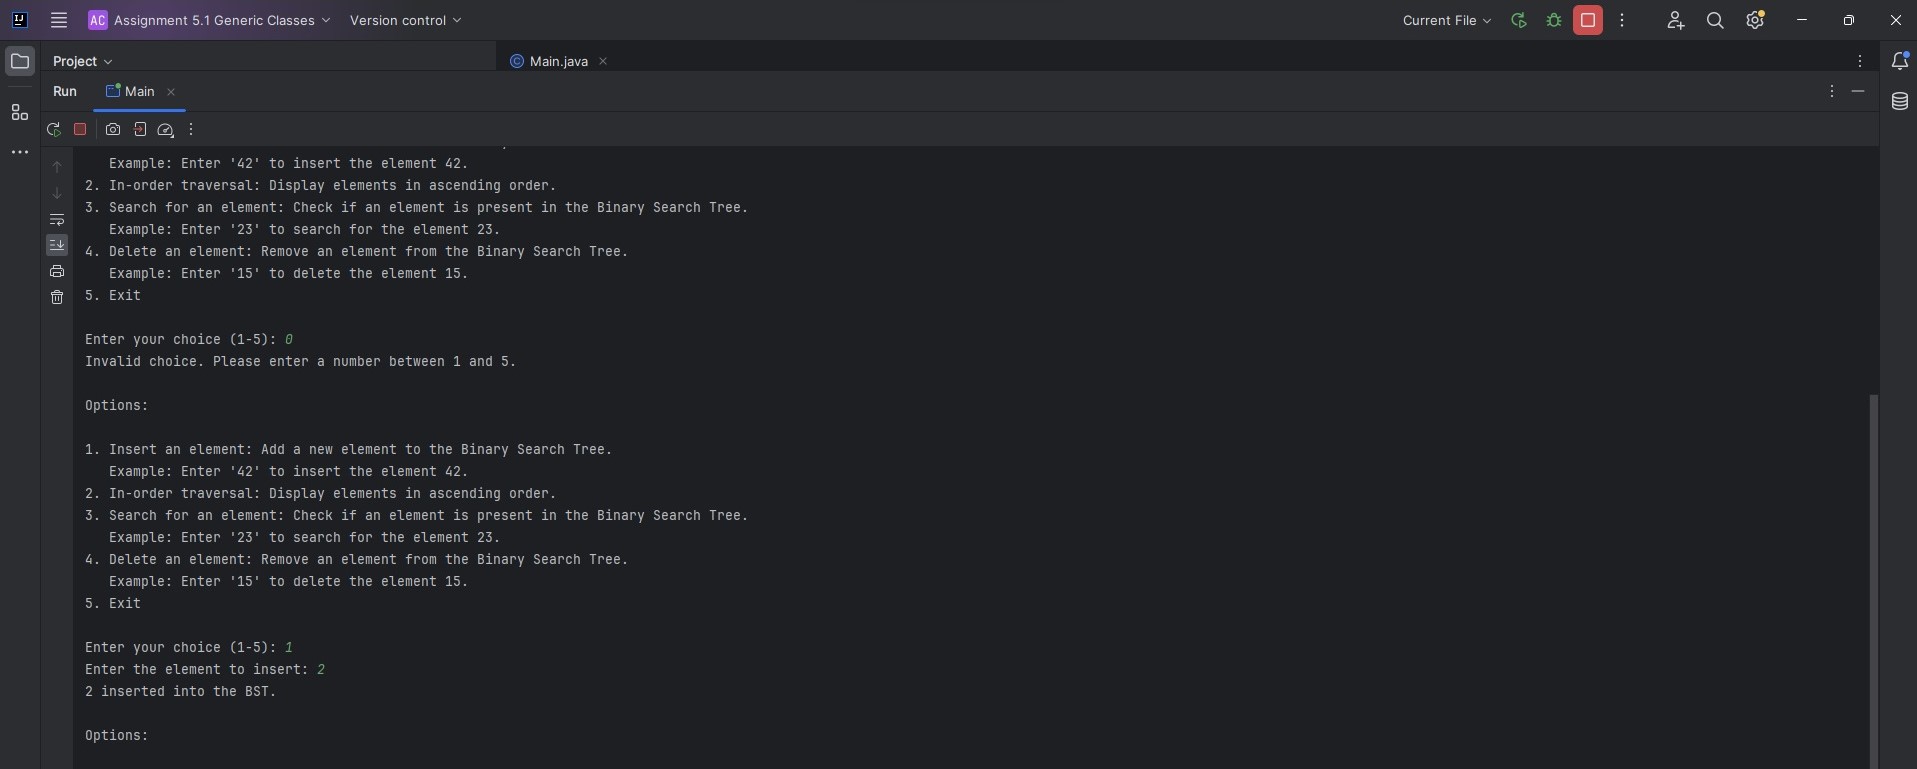 AC Assignment 5.1 Generic Classes Version control Current File
Project Main.java
Run Main
Example: Enter '42' to insert the element 42.
2. In-order traversal: Display elements in ascending order.
3. Search for an element: Check if an element is present in the Binary Search Tree.
Example: Enter '23' to search for the element 23.
4. Delete an element: Remove an element from the Binary Search Tree.
Example: Enter '15' to delete the element 15.
5. Exit
Enter your choice (1-5): 0
Invalid choice. Please enter a number between 1 and 5.
Options:
1. Insert an element: Add a new element to the Binary Search Tree.
Example: Enter '42' to insert the element 42.
2. In-order traversal: Display elements in ascending order.
3. Search for an element: Check if an element is present in the Binary Search Tree.
Example: Enter '23' to search for the element 23.
4. Delete an element: Remove an element from the Binary Search Tree.
Example: Enter '15' to delete the element 15.
5. Exit
Enter your choice (1-5): 1
Enter the element to insert: 2
2 inserted into the BST.
Options: